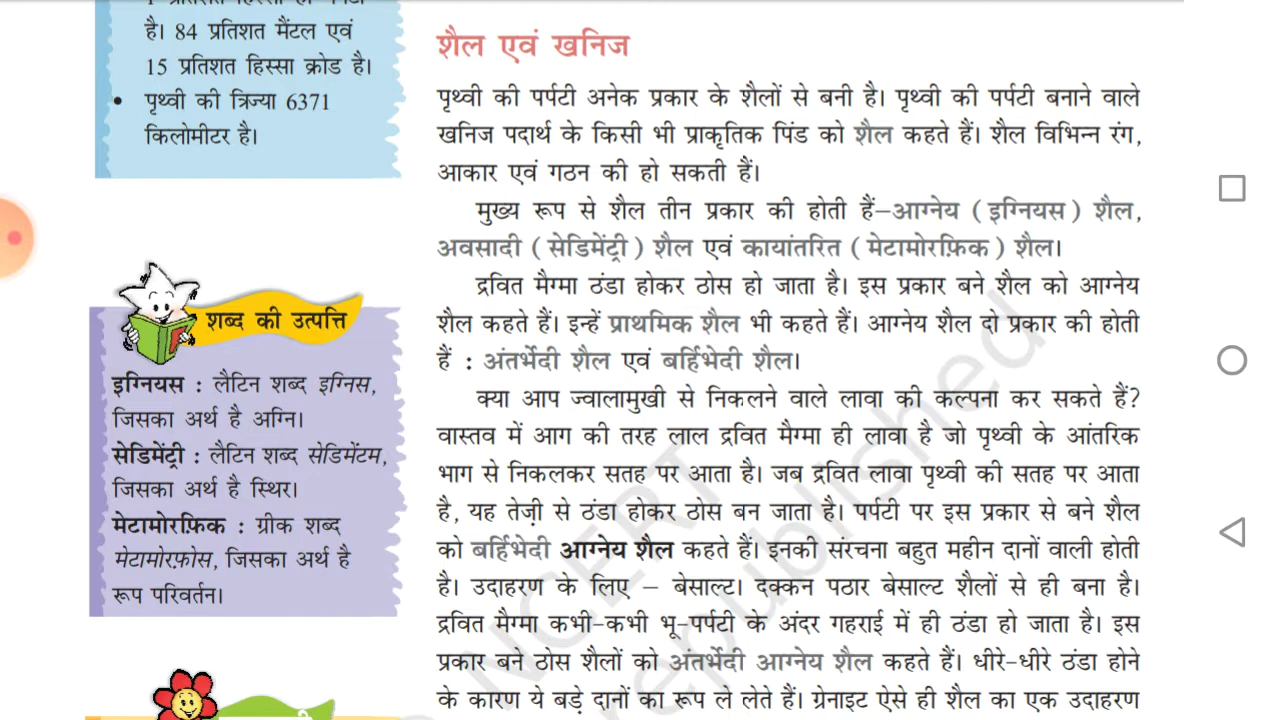 है। 84 प्रतिशत मैंटल एवं
15 प्रतिशत हिस्सा क्रोड है।
• पृथ्वी की त्रिज्या 6371
किलोमीटर है।
शब्द की उत्पत्ति
इग्नियस : लैटिन शब्द इग्निस,
जिसका अर्थ है अग्नि।
सेडिमेंट्री : लैटिन शब्द सेडिमेंटम,
जिसका अर्थ है स्थिर।
मेटामोरफ़िक : ग्रीक शब्द
मेटामोरफ़ोस, जिसका अर्थ है
रूप परिवर्तन।
शैल एवं खनिज
पृथ्वी की पर्पटी अनेक प्रकार के शैलों से बनी है। पृथ्वी की पर्पटी बनाने वाले
खनिज पदार्थ के किसी भी प्राकृतिक पिंड को शैल कहते हैं। शैल विभिन्न रंग,
आकार एवं गठन की हो सकती हैं।
मुख्य रूप से शैल तीन प्रकार की होती हैं–आग्नेय (इग्नियस) शैल,
अवसादी (सेडिमेंट्री) शैल एवं कायांतरित (मेटामोरफ़िक) शैल।
द्रवित मैग्मा ठंडा होकर ठोस हो जाता है। इस प्रकार बने शैल को आग्नेय
शैल कहते हैं। इन्हें प्राथमिक शैल भी कहते हैं। आग्नेय शैल दो प्रकार की होती
हैं : अंतर्भेदी शैल एवं बर्हिभेदी शैल।
क्या आप ज्वालामुखी से निकलने वाले लावा की कल्पना कर सकते हैं?
वास्तव में आग की तरह लाल द्रवित मैग्मा ही लावा है जो पृथ्वी के आंतरिक
भाग से निकलकर सतह पर आता है। जब द्रवित लावा पृथ्वी की सतह पर आता
है, यह तेज़ी से ठंडा होकर ठोस बन जाता है। पर्पटी पर इस प्रकार से बने शैल
को बर्हिभेदी आग्नेय शैल कहते हैं। इनकी संरचना बहुत महीन दानों वाली होती
है। उदाहरण के लिए – बेसाल्ट। दक्कन पठार बेसाल्ट शैलों से ही बना है।
द्रवित मैग्मा कभी-कभी भू-पर्पटी के अंदर गहराई में ही ठंडा हो जाता है। इस
प्रकार बने ठोस शैलों को अंतर्भेदी आग्नेय शैल कहते हैं। धीरे-धीरे ठंडा होने
के कारण ये बड़े दानों का रूप ले लेते हैं। ग्रेनाइट ऐसे ही शैल का एक उदाहरण
NCERT
republished